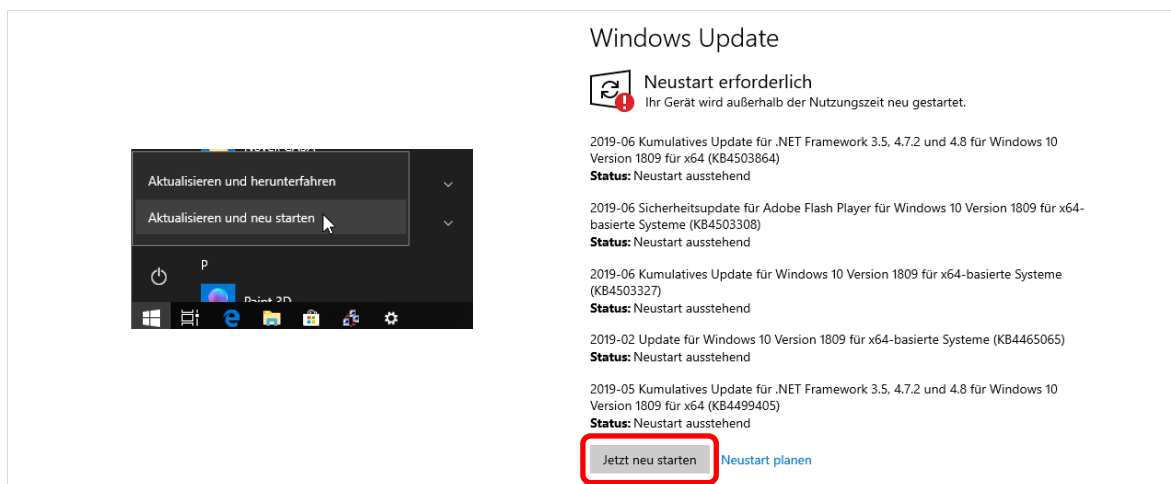 Aktualisieren und herunterfahren
Aktualisieren und neu starten
P
Paint 3D
Windows Update
Neustart erforderlich
Ihr Gerät wird außerhalb der Nutzungszeit neu gestartet.
2019-06 Kumulatives Update für .NET Framework 3.5, 4.7.2 und 4.8 für Windows 10
Version 1809 für x64 (KB4503864)
Status: Neustart ausstehend
2019-06 Sicherheitsupdate für Adobe Flash Player für Windows 10 Version 1809 für x64-
basierte Systeme (KB4503308)
Status: Neustart ausstehend
2019-06 Kumulatives Update für Windows 10 Version 1809 für x64-basierte Systeme
(KB4503327)
Status: Neustart ausstehend
2019-02 Update für Windows 10 Version 1809 für x64-basierte Systeme (KB4465065)
Status: Neustart ausstehend
2019-05 Kumulatives Update für .NET Framework 3.5, 4.7.2 und 4.8 für Windows 10
Version 1809 für x64 (KB4499405)
Status: Neustart ausstehend
Jetzt neu starten Neustart planen